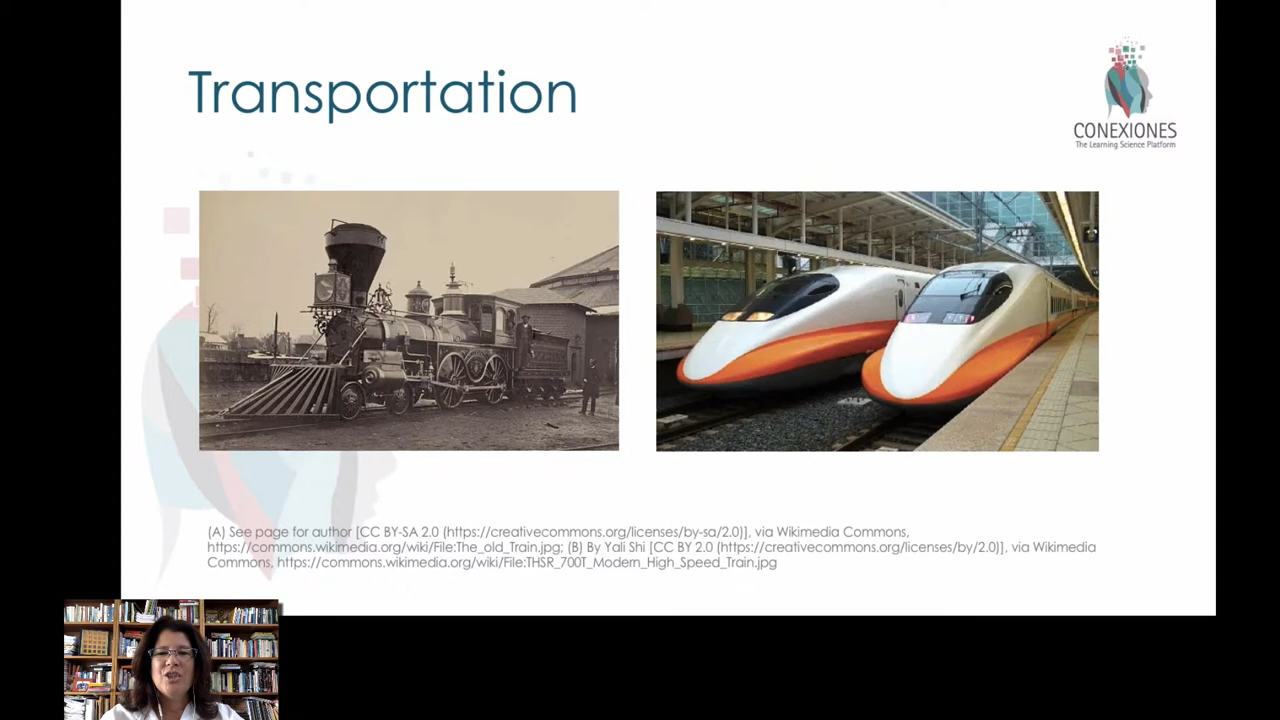 Transportation
CONEXIONES
The Learning Science Platform
(A) See page for author [CC BY-SA 2.0 (https://creativecommons.org/licenses/by-sa/2.0)], via Wikimedia Commons,
https://commons.wikimedia.org/wiki/File:The_old_Train.jpg; (B) By Yali Shi [CC BY 2.0 (https://creativecommons.org/licenses/by/2.0)], via Wikimedia
Commons, https://commons.wikimedia.org/wiki/File:THSR_700T_Modern_High_Speed_Train.jpg